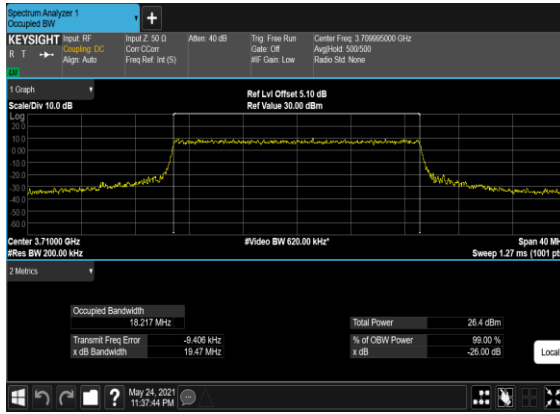 Spectrum Analyzer 1
Occupied BW
KEYSIGHT
R T
LXI
Input: RF
Coupling: DC
Align: Auto
Input Z: 50 Ω
Corr CCorr
Freq Ref: Int (S)
Atten: 40 dB
Trig: Free Run
Gate: Off
#IF Gain: Low
Center Freq: 3.709995000 GHz
Avg|Hold: 500/500
Radio Std: None
1 Graph
Scale/Div 10.0 dB
Ref Lvl Offset 5.10 dB
Ref Value 30.00 dBm
Log
20.0
10.0
0.00
-10.0
-20.0
-30.0
-40.0
-50.0
-60.0
Center 3.71000 GHz
#Res BW 200.00 kHz
#Video BW 620.00 kHz*
Span 40 MH
Sweep 1.27 ms (1001 pt
2 Metrics
Occupied Bandwidth
18.217 MHz
Transmit Freq Error -9.406 kHz
x dB Bandwidth 19.47 MHz
Total Power 26.4 dBm
% of OBW Power 99.00 %
x dB -26.00 dB
Local
?
May 24, 2021
11:37:44 PM